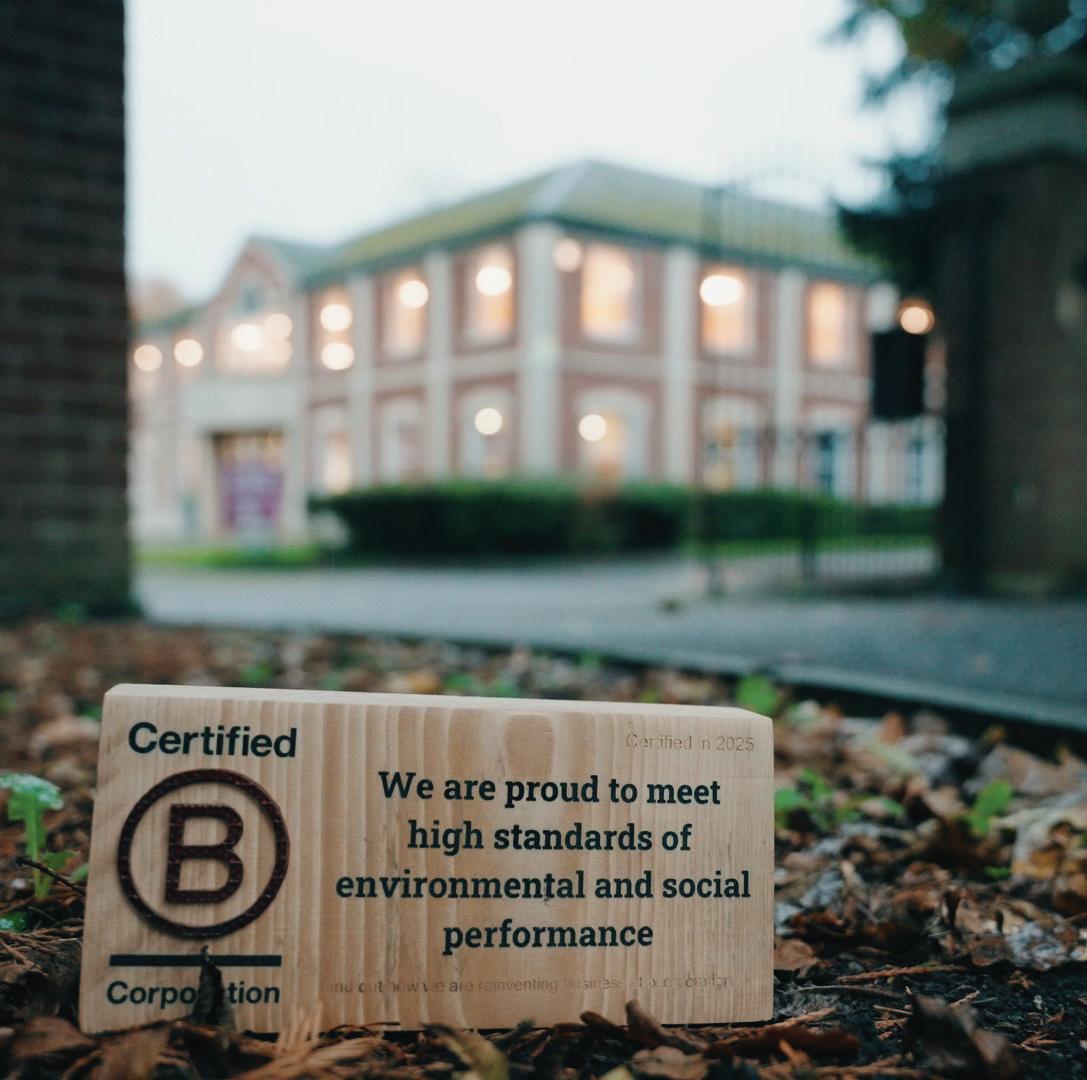 Certified
B
Corporation
Certified in 2025
We are proud to meet
high standards of
environmental and social
performance
Find out how we are reinventing business at